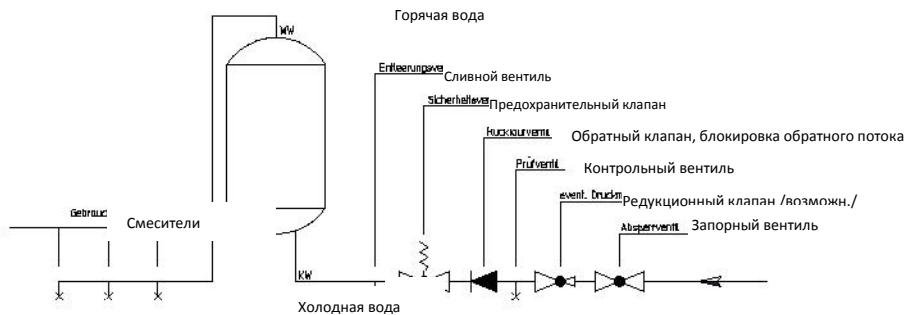 Горячая вода
WW
Entleerungsve
Сливной вентиль
Sicherheitsve
Предохранительный клапан
Rücklaufventil
Обратный клапан, блокировка обратного потока
Prüfventil
Контрольный вентиль
event. Druckm
Редукционный клапан /возможн./
Gebrauc
Смесители
Absperrventil
Запорный вентиль
KW
Холодная вода